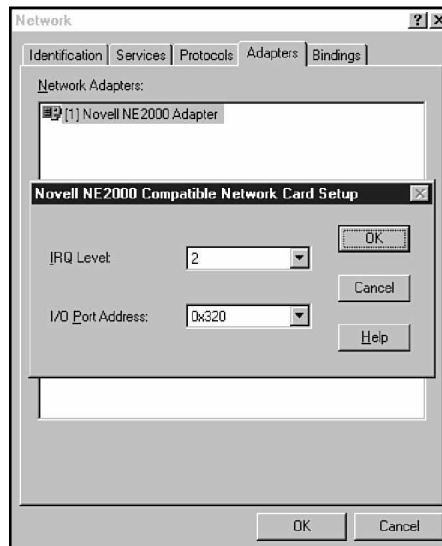 Network
Identification Services Protocols Adapters Bindings
Network Adapters:
[1] Novell NE2000 Adapter
Novell NE2000 Compatible Network Card Setup
OK
IRQ Level: 2
Cancel
I/O Port Address: 0x320
Help
OK Cancel